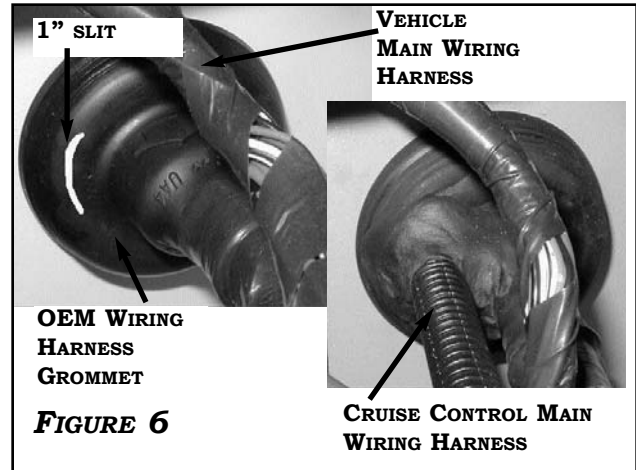 1” SLIT
VEHICLE
MAIN WIRING
HARNESS
OEM WIRING
HARNESS
GROMMET
FIGURE 6
CRUISE CONTROL MAIN
WIRING HARNESS